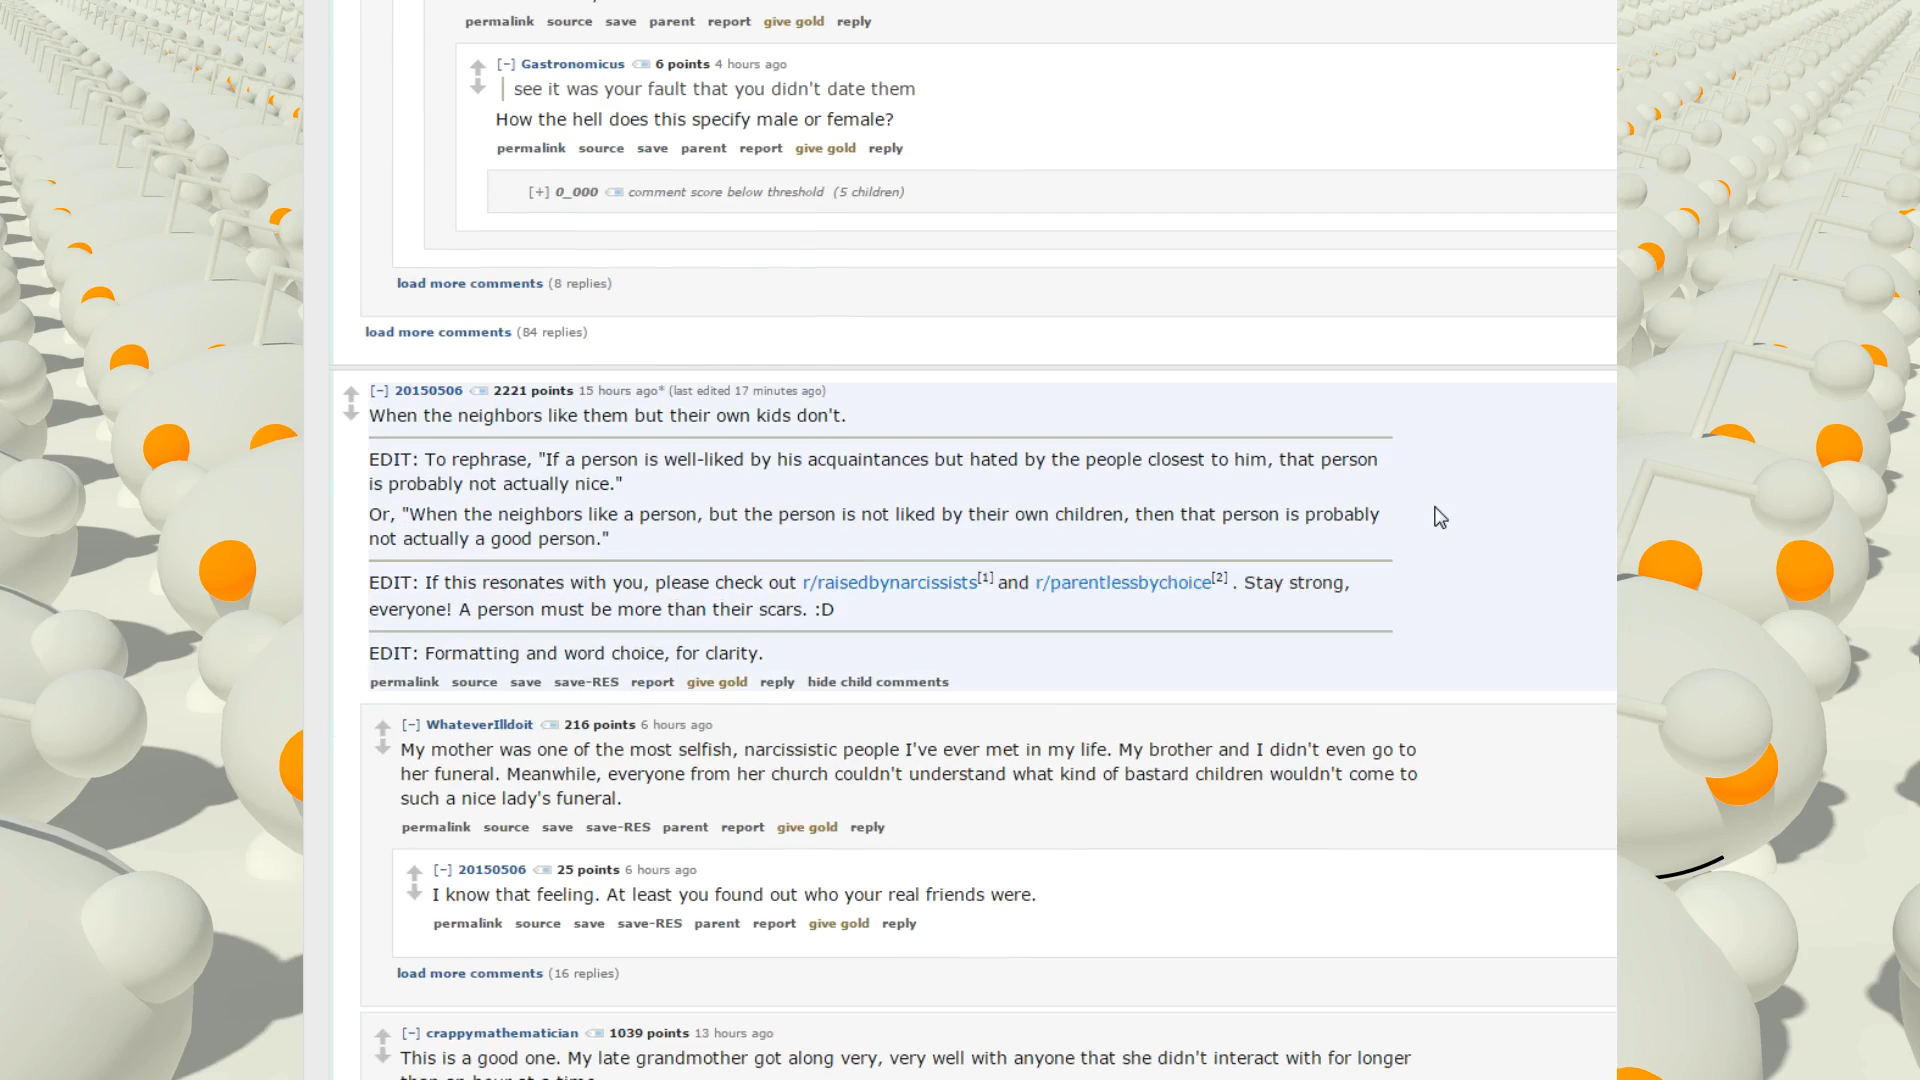 permalink source save parent report give gold reply
[-] Gastronomicus 6 points 4 hours ago
see it was your fault that you didn't date them
How the hell does this specify male or female?
permalink source save parent report give gold reply
[+] 0_000 comment score below threshold (5 children)
load more comments (8 replies)
load more comments (84 replies)
[-] 20150506 2221 points 15 hours ago* (last edited 17 minutes ago)
When the neighbors like them but their own kids don't.
EDIT: To rephrase, "If a person is well-liked by his acquaintances but hated by the people closest to him, that person
is probably not actually nice."
Or, "When the neighbors like a person, but the person is not liked by their own children, then that person is probably
not actually a good person."
EDIT: If this resonates with you, please check out r/raisedbynarcissists[1] and r/parentlessbychoice[2] . Stay strong,
everyone! A person must be more than their scars. :D
EDIT: Formatting and word choice, for clarity.
permalink source save save-RES report give gold reply hide child comments
[-] WhateverIlldoit 216 points 6 hours ago
My mother was one of the most selfish, narcissistic people I've ever met in my life. My brother and I didn't even go to
her funeral. Meanwhile, everyone from her church couldn't understand what kind of bastard children wouldn't come to
such a nice lady's funeral.
permalink source save save-RES parent report give gold reply
[-] 20150506 25 points 6 hours ago
I know that feeling. At least you found out who your real friends were.
permalink source save save-RES parent report give gold reply
load more comments (16 replies)
[-] crappymathematician 1039 points 13 hours ago
This is a good one. My late grandmother got along very, very well with anyone that she didn't interact with for longer
than an hour at a time.